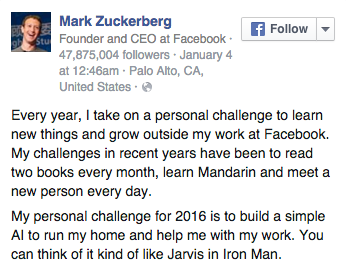 Mark Zuckerberg
Founder and CEO at Facebook ·
47,875,004 followers · January 4
at 12:46am · Palo Alto, CA,
United States ·
Follow
Every year, I take on a personal challenge to learn
new things and grow outside my work at Facebook.
My challenges in recent years have been to read
two books every month, learn Mandarin and meet a
new person every day.
My personal challenge for 2016 is to build a simple
AI to run my home and help me with my work. You
can think of it kind of like Jarvis in Iron Man.